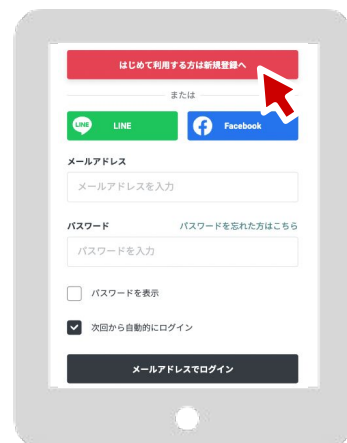 はじめて利用する方は新規登録へ
または
LINE LINE
Facebook
メールアドレス
メールアドレスを入力
パスワード パスワードを忘れた方はこちら
パスワードを入力
パスワードを表示
次回から自動的にログイン
メールアドレスでログイン